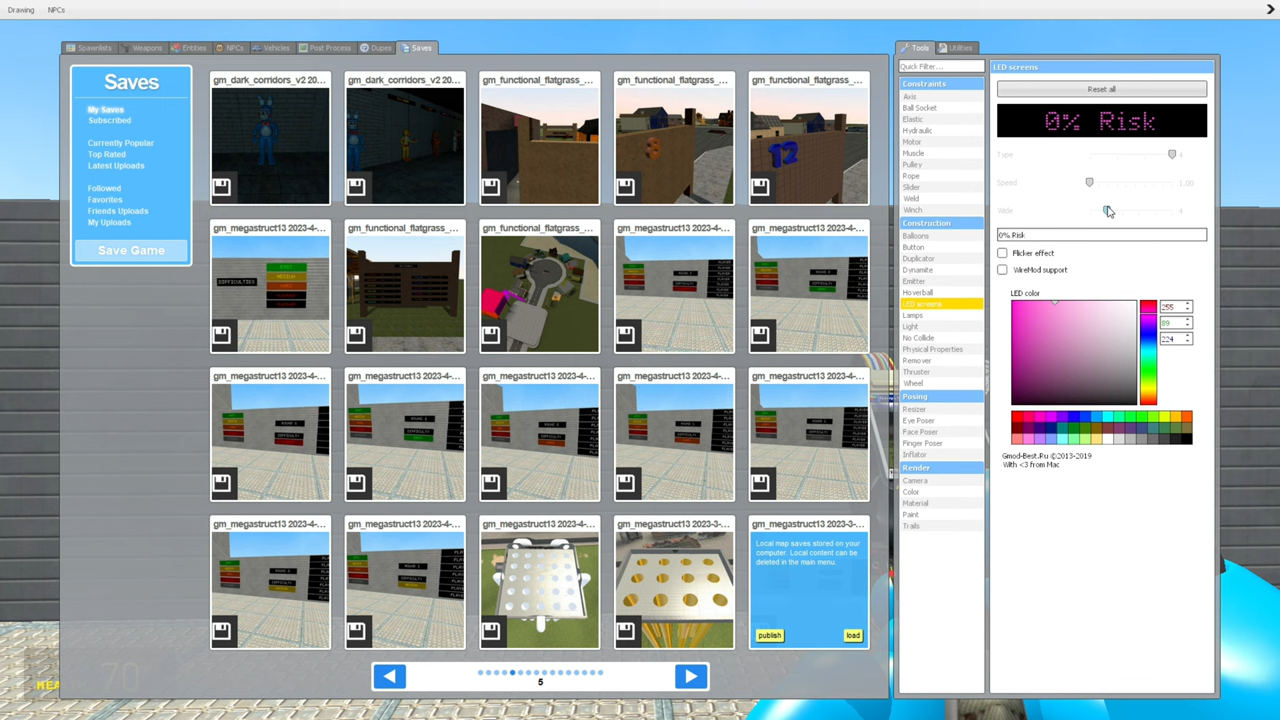 Drawing NPCs
Spawnlists Weapons Entities NPCs Vehicles Post Process Dupes Saves
Tools Utilities
Saves
My Saves
Subscribed
Currently Popular
Top Rated
Latest Uploads
Followed
Favorites
Friends Uploads
My Uploads
Save Game
gm_dark_corridors_v2 20...
gm_dark_corridors_v2 20...
gm_functional_flatgrass_...
gm_functional_flatgrass_...
gm_functional_flatgrass_...
8
12
gm_megastruct13 2023-4-...
gm_functional_flatgrass_...
gm_functional_flatgrass_...
gm_megastruct13 2023-4-...
gm_megastruct13 2023-4-...
DIFFICULTIES
gm_megastruct13 2023-4-...
gm_megastruct13 2023-4-...
gm_megastruct13 2023-4-...
gm_megastruct13 2023-4-...
gm_megastruct13 2023-4-...
gm_megastruct13 2023-4-...
gm_megastruct13 2023-4-...
gm_megastruct13 2023-4-...
gm_megastruct13 2023-3-...
gm_megastruct13 2023-3-...
Local map saves stored on your
computer. Local content can be
deleted in the main menu.
publish load
5
70
Quick Filter...
Constraints
Axis
Ball Socket
Elastic
Hydraulic
Motor
Muscle
Pulley
Rope
Slider
Weld
Winch
Construction
Balloons
Button
Duplicator
Dynamite
Emitter
Hoverball
LED screens
Lamps
Light
No Collide
Physical Properties
Remover
Thruster
Wheel
Posing
Resizer
Eye Poser
Face Poser
Finger Poser
Inflator
Render
Camera
Color
Material
Paint
Trails
LED screens
Reset all
0% Risk
Type 4
Speed 1.00
Wide 4
0% Risk
Flicker effect
WireMod support
LED color
255
89
224
Gmod-Best.Ru ©2013-2019
With <3 from Mac